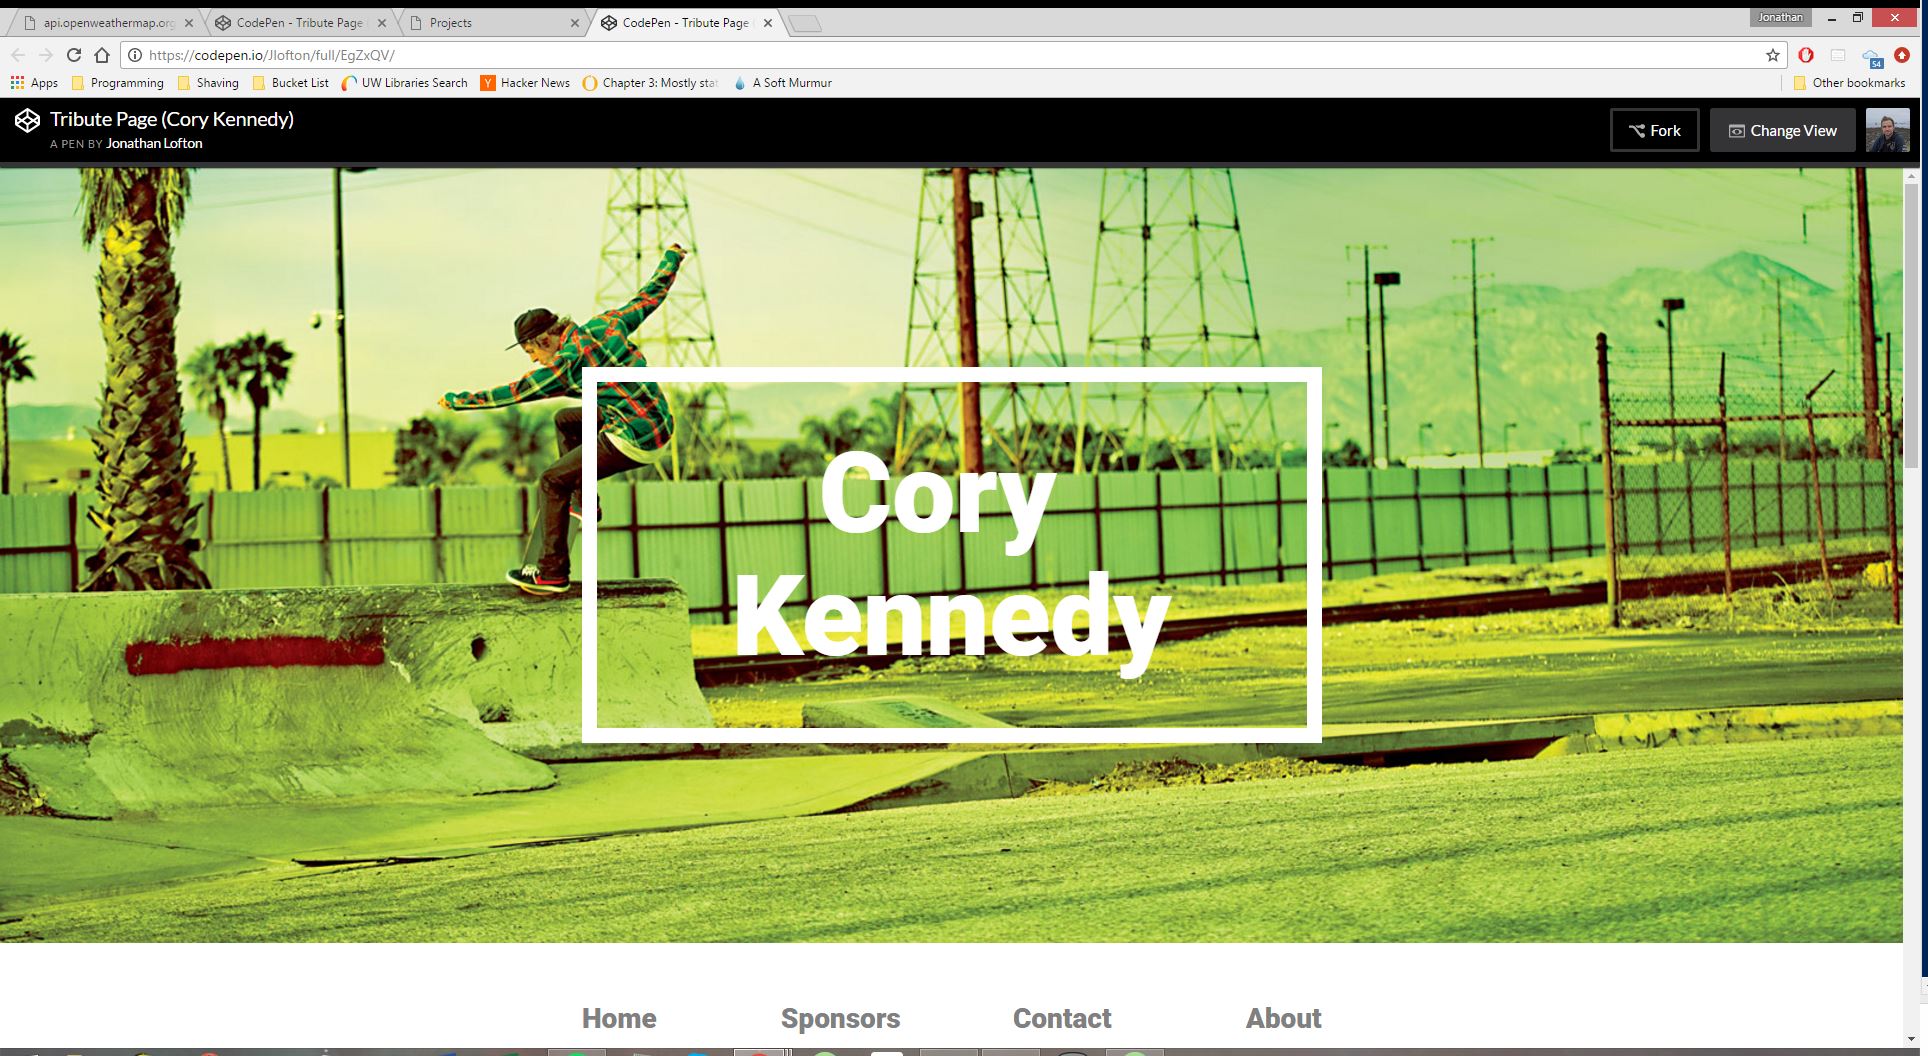 Jonathan
api.openweathermap.org
CodePen - Tribute Page
Projects
CodePen - Tribute Page
https://codepen.io/Jlofton/full/EgZxQV/
54
Apps
Programming
Shaving
Bucket List
UW Libraries Search
Y
Hacker News
Chapter 3: Mostly stat
A Soft Murmur
Other bookmarks
Tribute Page (Cory Kennedy)
A PEN BY Jonathan Lofton
Fork
Change View
Cory
Kennedy
Home
Sponsors
Contact
About